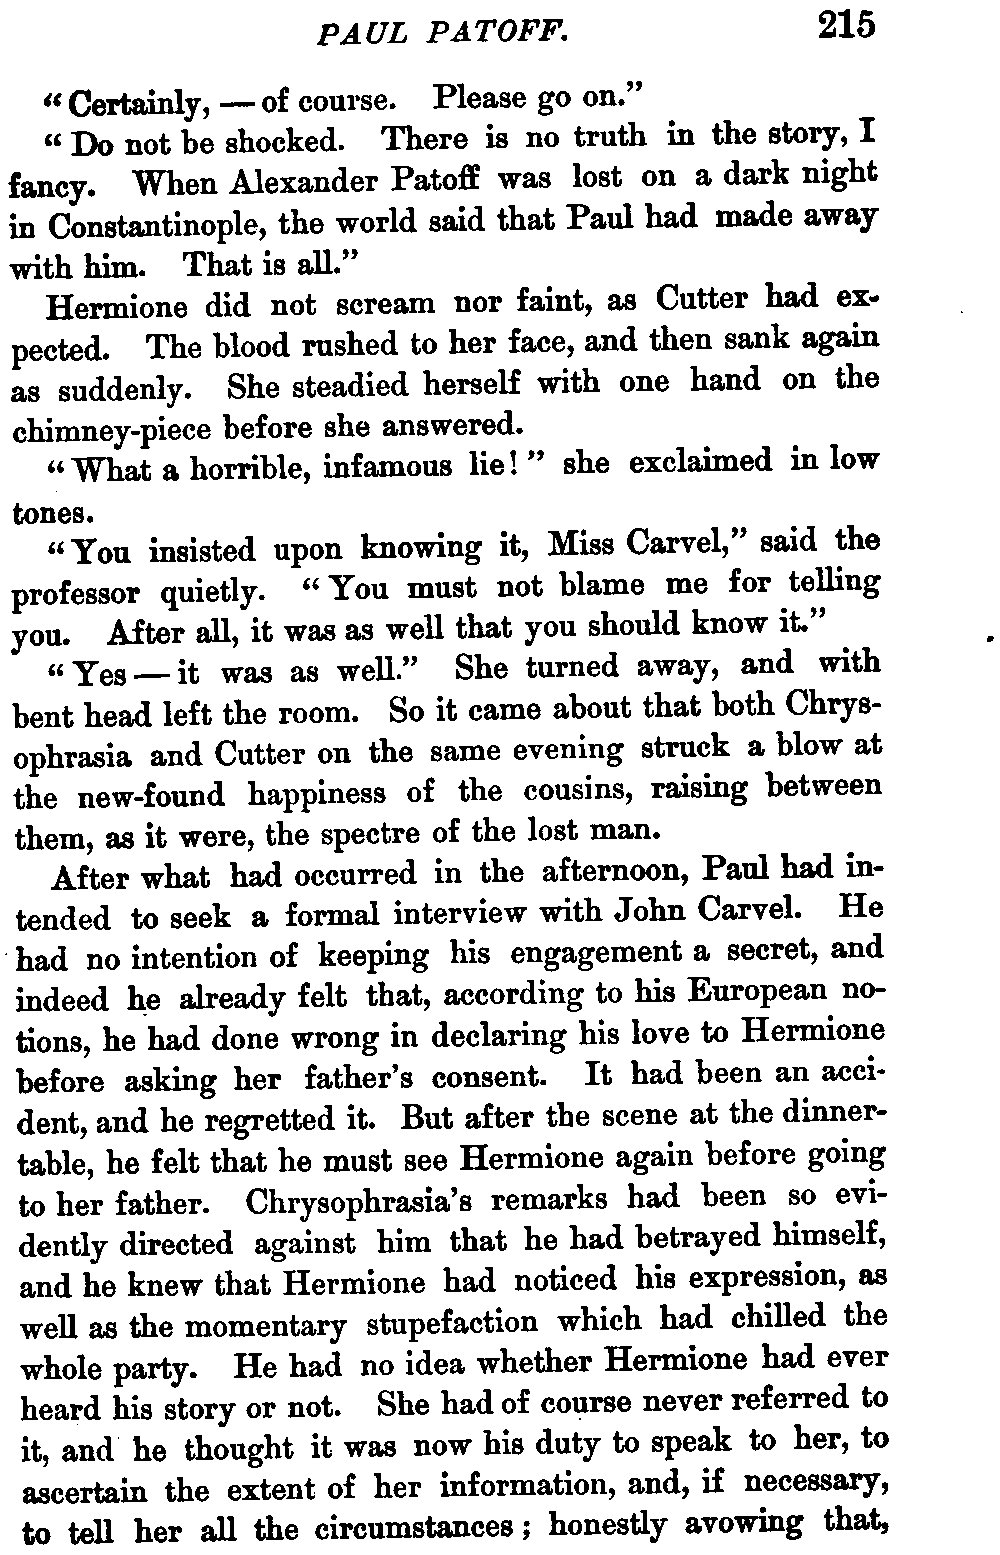 PAUL PATOFF. 215
“Certainly, — of course. Please go on.”
“Do not be shocked. There is no truth in the story, I
fancy. When Alexander Patoff was lost on a dark night
in Constantinople, the world said that Paul had made away
with him. That is all.”
Hermione did not scream nor faint, as Cutter had ex-
pected. The blood rushed to her face, and then sank again
as suddenly. She steadied herself with one hand on the
chimney-piece before she answered.
“What a horrible, infamous lie!” she exclaimed in low
tones.
“You insisted upon knowing it, Miss Carvel,” said the
professor quietly. “You must not blame me for telling
you. After all, it was as well that you should know it.”
“Yes — it was as well.” She turned away, and with
bent head left the room. So it came about that both Chrys-
ophrasia and Cutter on the same evening struck a blow at
the new-found happiness of the cousins, raising between
them, as it were, the spectre of the lost man.
After what had occurred in the afternoon, Paul had in-
tended to seek a formal interview with John Carvel. He
had no intention of keeping his engagement a secret, and
indeed he already felt that, according to his European no-
tions, he had done wrong in declaring his love to Hermione
before asking her father’s consent. It had been an acci-
dent, and he regretted it. But after the scene at the dinner-
table, he felt that he must see Hermione again before going
to her father. Chrysophrasia’s remarks had been so evi-
dently directed against him that he had betrayed himself,
and he knew that Hermione had noticed his expression, as
well as the momentary stupefaction which had chilled the
whole party. He had no idea whether Hermione had ever
heard his story or not. She had of course never referred to
it, and he thought it was now his duty to speak to her, to
ascertain the extent of her information, and, if necessary,
to tell her all the circumstances; honestly avowing that,